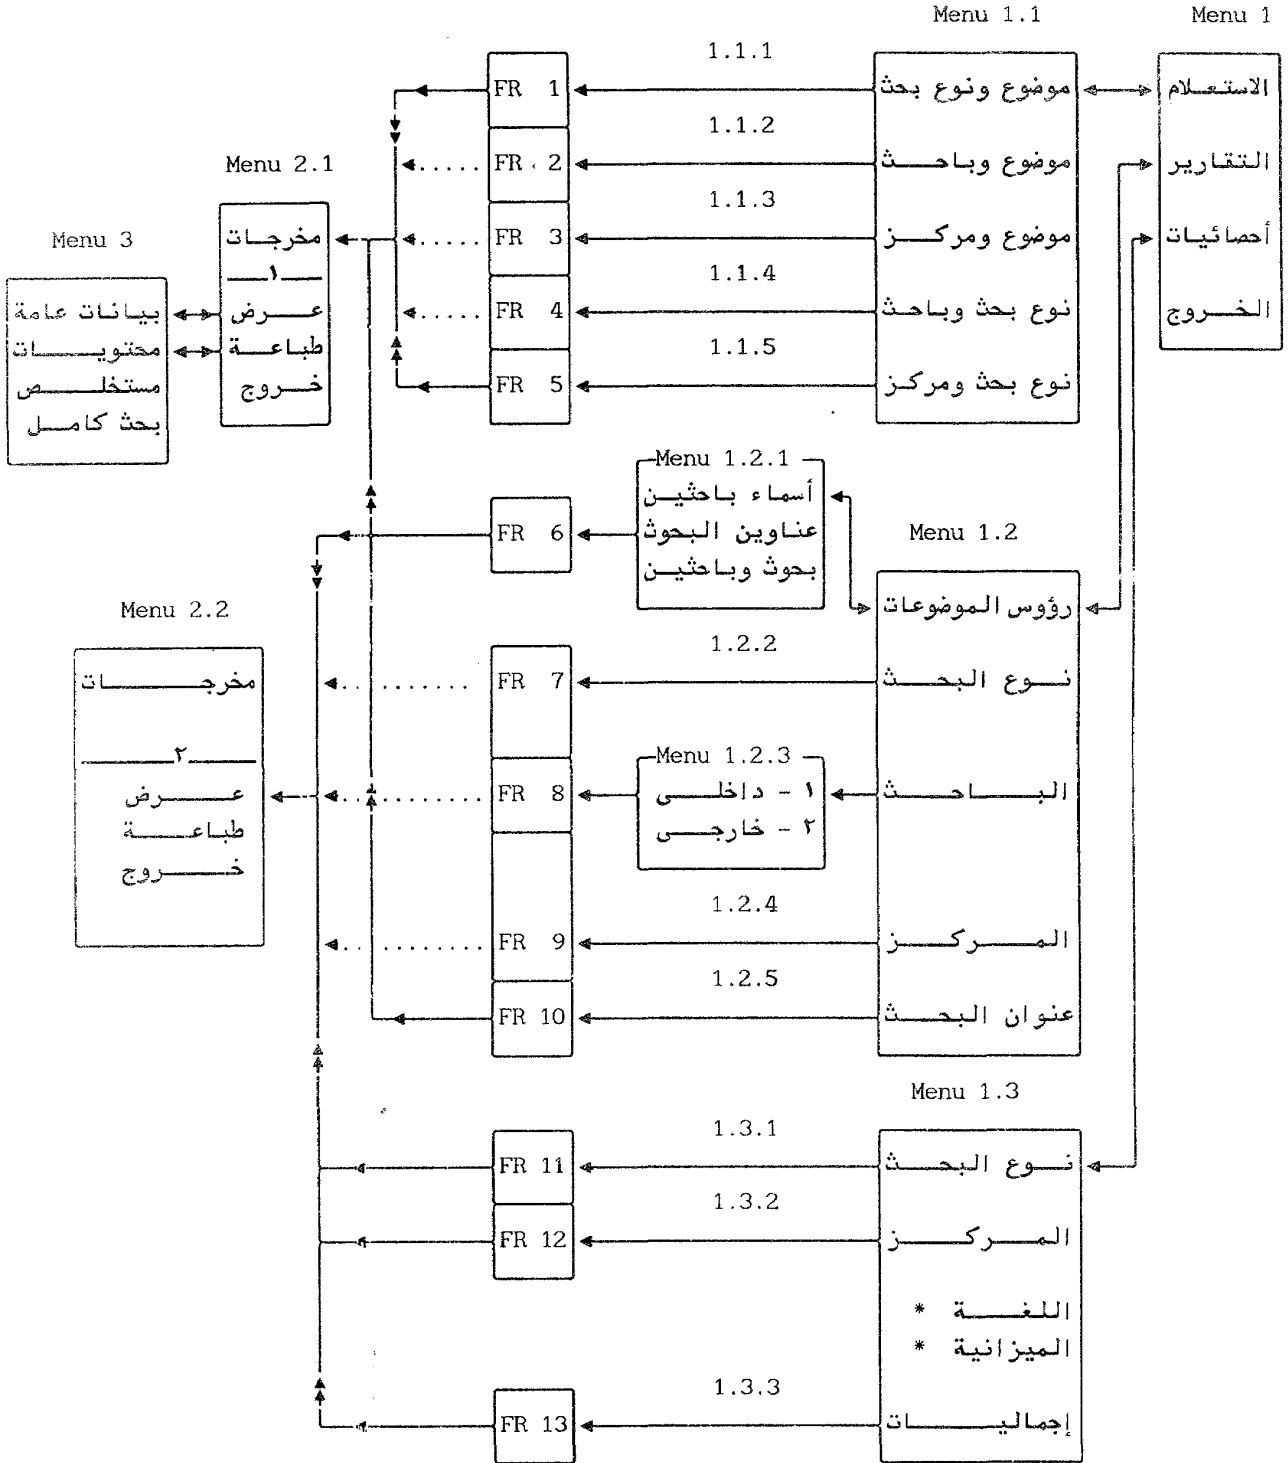 Menu 1
الاستعلام
التقارير
أحصائيات
الخروج
Menu 1.1
موضوع ونوع بحث
موضوع وباحث
موضوع ومركز
نوع بحث وباحث
نوع بحث ومركز
1.1.1
1.1.2
1.1.3
1.1.4
1.1.5
FR 1
FR 2
FR 3
FR 4
FR 5
Menu 2.1
مخرجات
١
عرض
طباعة
خروج
Menu 3
بيانات عامة
محتويات
مستخلص
بحث كامل
Menu 1.2
رؤوس الموضوعات
نوع البحث
الباحث
المركز
عنوان البحث
Menu 1.2.1
أسماء باحثين
عناوين البحوث
بحوث وباحثين
1.2.2
Menu 1.2.3
١ - داخلى
٢ - خارجى
1.2.4
1.2.5
FR 6
FR 7
FR 8
FR 9
FR 10
Menu 2.2
مخرجات
٢
عرض
طباعة
خروج
Menu 1.3
نوع البحث
المركز
اللغة *
الميزانية *
إجماليات
1.3.1
1.3.2
1.3.3
FR 11
FR 12
FR 13